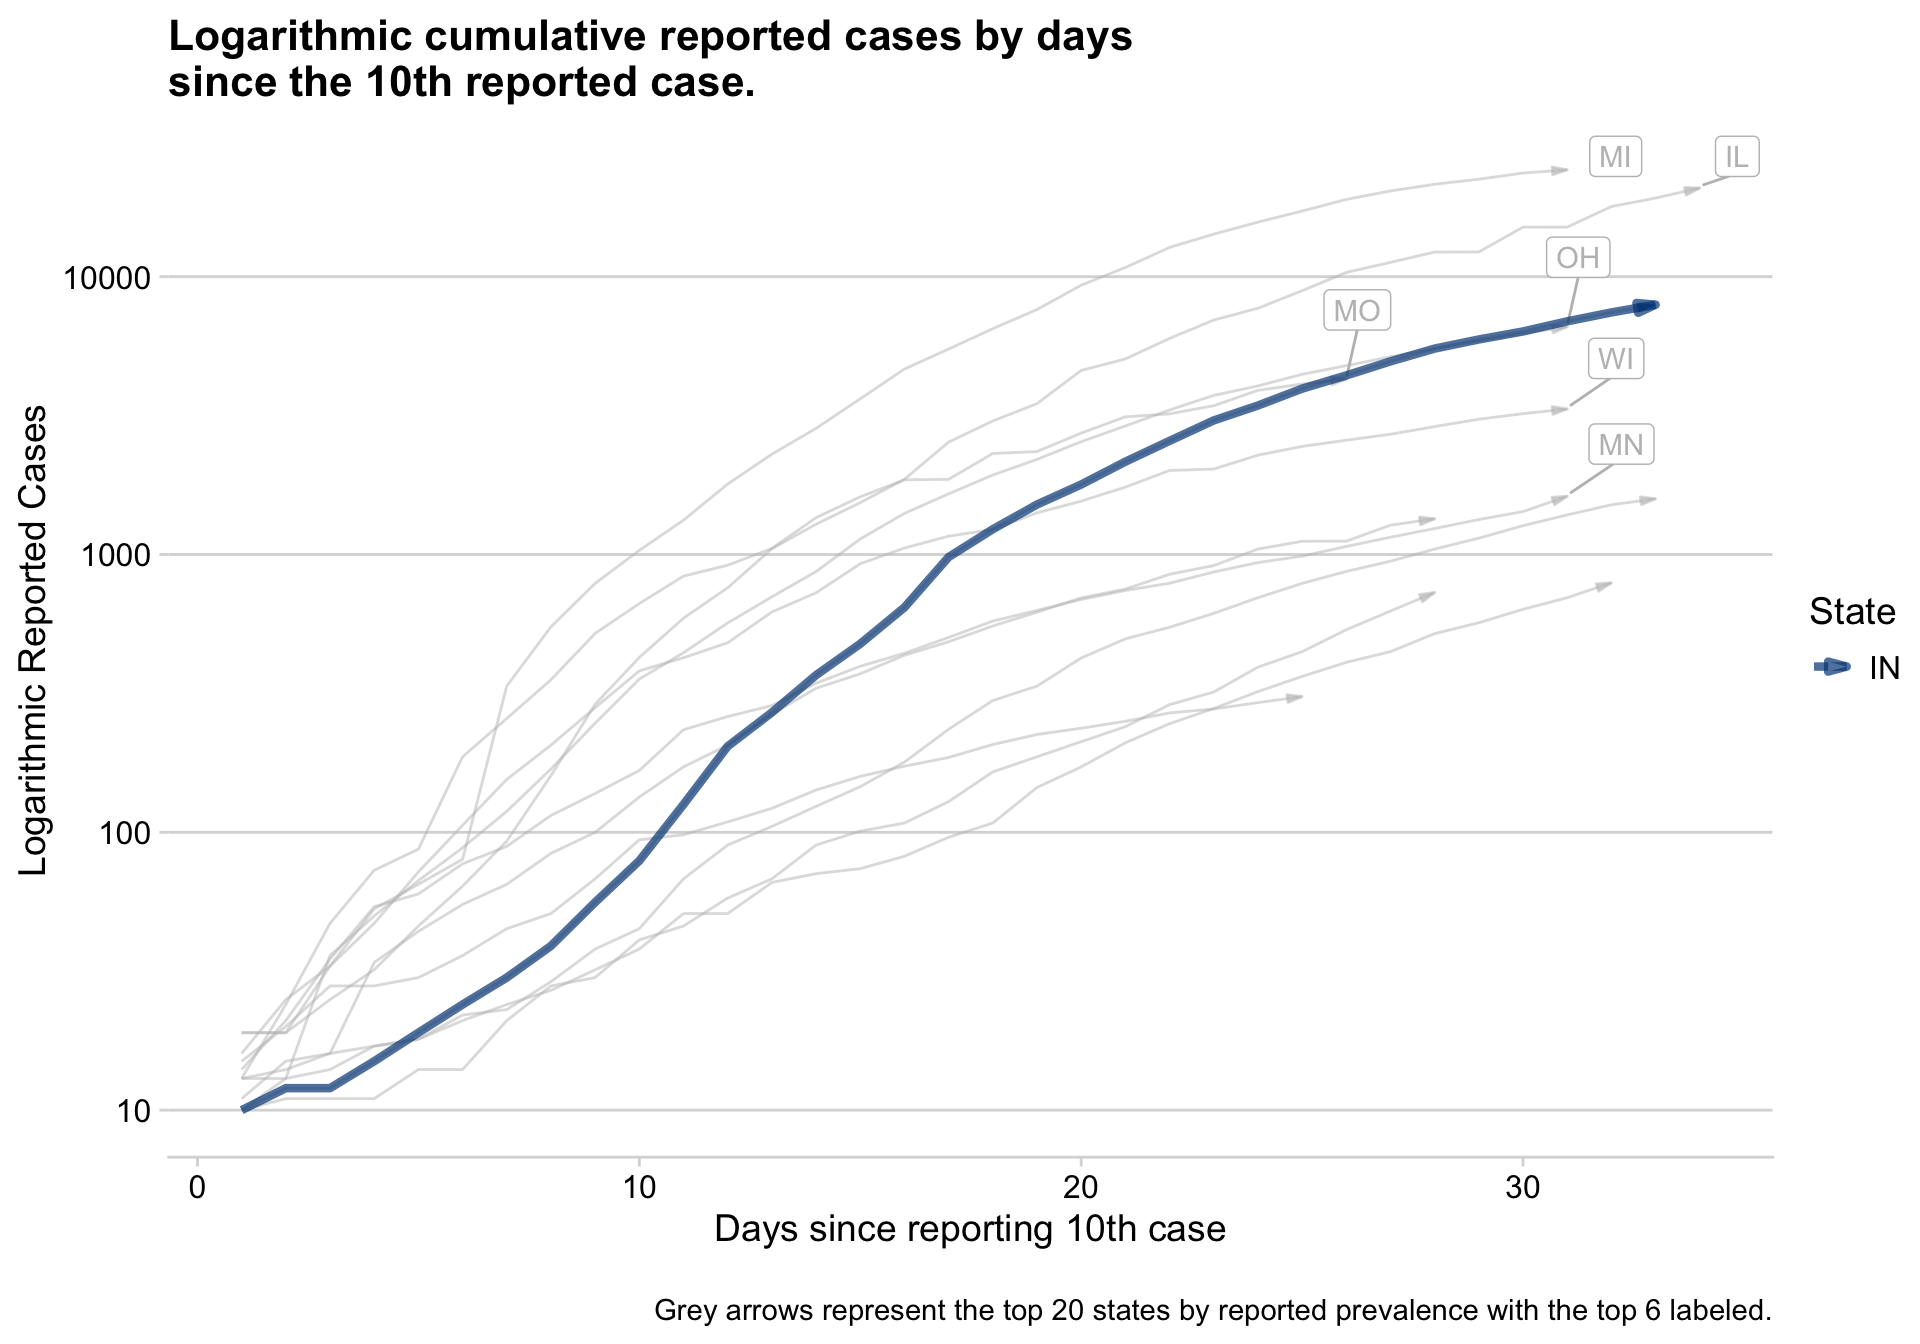 Logarithmic cumulative reported cases by days
since the 10th reported case.
MI
IL
OH
MO
WI
MN
10000
1000
100
10
Logarithmic Reported Cases
State
IN
0
10
20
30
Days since reporting 10th case
Grey arrows represent the top 20 states by reported prevalence with the top 6 labeled.